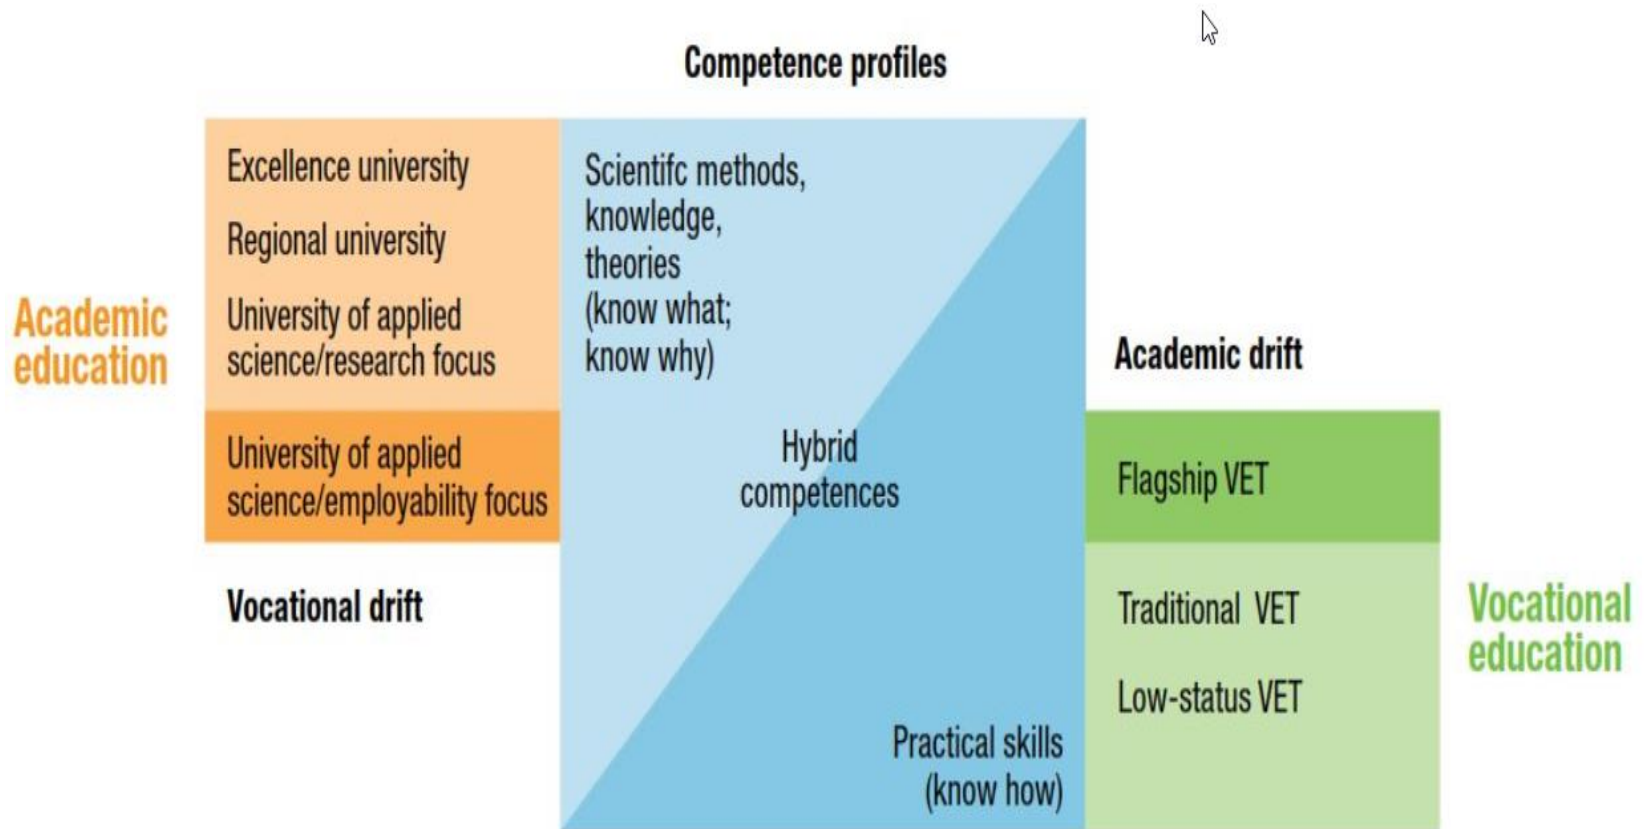 Competence profiles
Academic
education
Excellence university
Regional university
University of applied
science/research focus
University of applied
science/employability focus
Vocational drift
Scientifc methods,
knowledge,
theories
(know what;
know why)
Hybrid
competences
Practical skills
(know how)
Academic drift
Flagship VET
Traditional VET
Low-status VET
Vocational
education